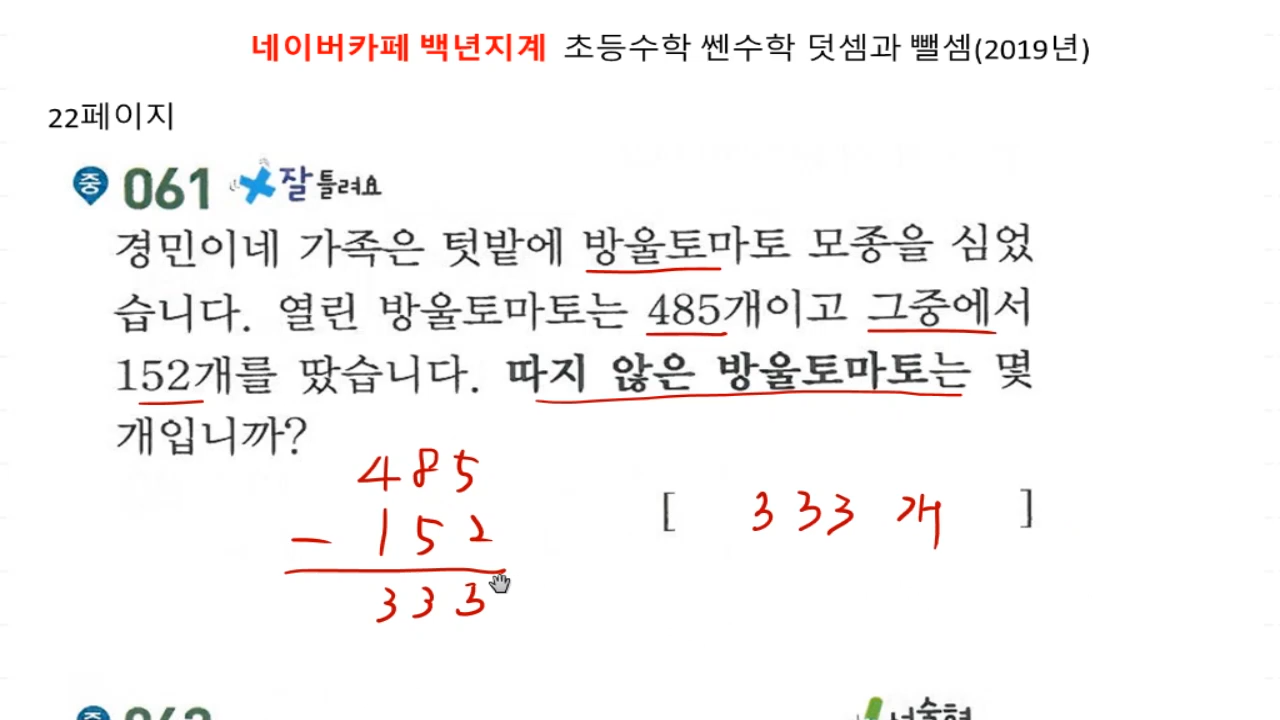 네이버카페 백년지계 초등수학 쎈수학 덧셈과 뺄셈(2019년)
22페이지
중 061 잘 틀려요
경민이네 가족은 텃밭에 방울토마토 모종을 심었
습니다. 열린 방울토마토는 485개이고 그중에서
152개를 땄습니다. 따지 않은 방울토마토는 몇
개입니까?
485
- 152
333
[ 333 개 ]
중 062 서술형